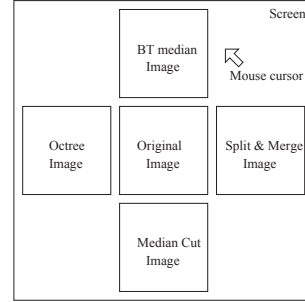 Screen
BT median
Image
Mouse cursor
Octree
Image
Original
Image
Split & Merge
Image
Median Cut
Image